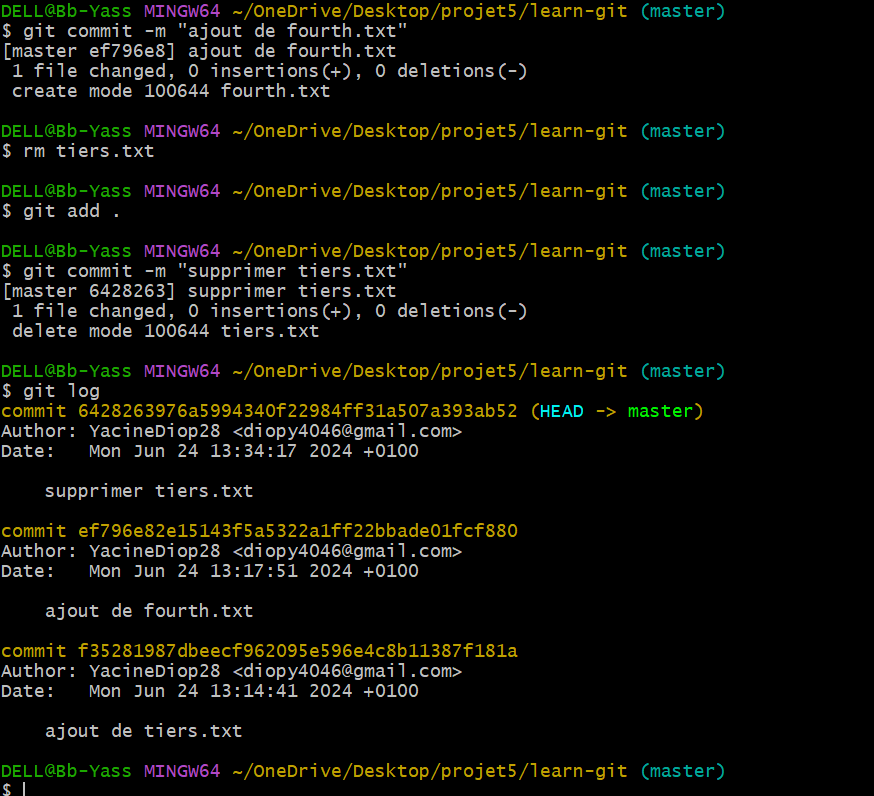 DELL@Bb-Yass MINGW64 ~/OneDrive/Desktop/projet5/learn-git (master)
$ git commit -m "ajout de fourth.txt"
[master ef796e8] ajout de fourth.txt
 1 file changed, 0 insertions(+), 0 deletions(-)
 create mode 100644 fourth.txt

DELL@Bb-Yass MINGW64 ~/OneDrive/Desktop/projet5/learn-git (master)
$ rm tiers.txt

DELL@Bb-Yass MINGW64 ~/OneDrive/Desktop/projet5/learn-git (master)
$ git add .

DELL@Bb-Yass MINGW64 ~/OneDrive/Desktop/projet5/learn-git (master)
$ git commit -m "supprimer tiers.txt"
[master 6428263] supprimer tiers.txt
 1 file changed, 0 insertions(+), 0 deletions(-)
 delete mode 100644 tiers.txt

DELL@Bb-Yass MINGW64 ~/OneDrive/Desktop/projet5/learn-git (master)
$ git log
commit 6428263976a5994340f22984ff31a507a393ab52 (HEAD -> master)
Author: YacineDiop28 <diopy4046@gmail.com>
Date:   Mon Jun 24 13:34:17 2024 +0100

    supprimer tiers.txt

commit ef796e82e15143f5a5322a1ff22bbade01fcf880
Author: YacineDiop28 <diopy4046@gmail.com>
Date:   Mon Jun 24 13:17:51 2024 +0100

    ajout de fourth.txt

commit f35281987dbeecf962095e596e4c8b11387f181a
Author: YacineDiop28 <diopy4046@gmail.com>
Date:   Mon Jun 24 13:14:41 2024 +0100

    ajout de tiers.txt

DELL@Bb-Yass MINGW64 ~/OneDrive/Desktop/projet5/learn-git (master)
$